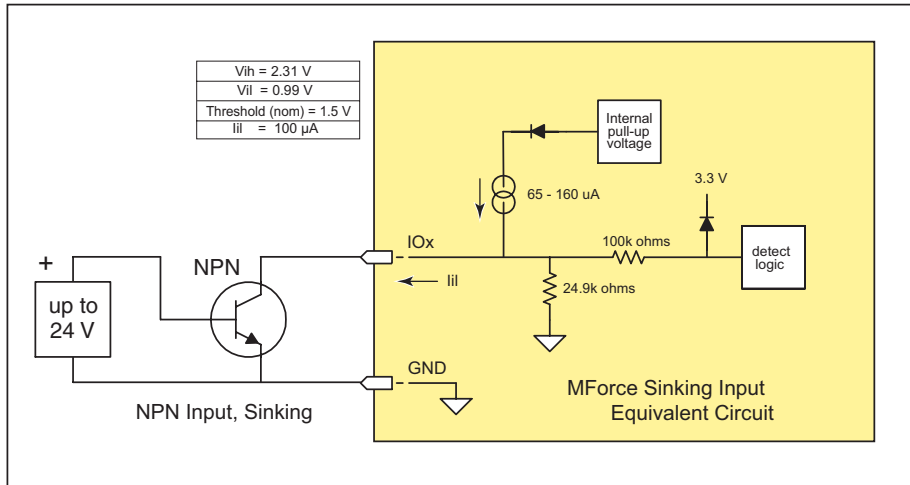 Vih = 2.31 V
Vil = 0.99 V
Threshold (nom) = 1.5 V
Iil = 100 µA
Internal
pull-up
voltage
65 - 160 uA
3.3 V
IOx
100k ohms
detect
logic
Iil
24.9k ohms
+
NPN
up to
24 V
GND
NPN Input, Sinking
MForce Sinking Input
Equivalent Circuit